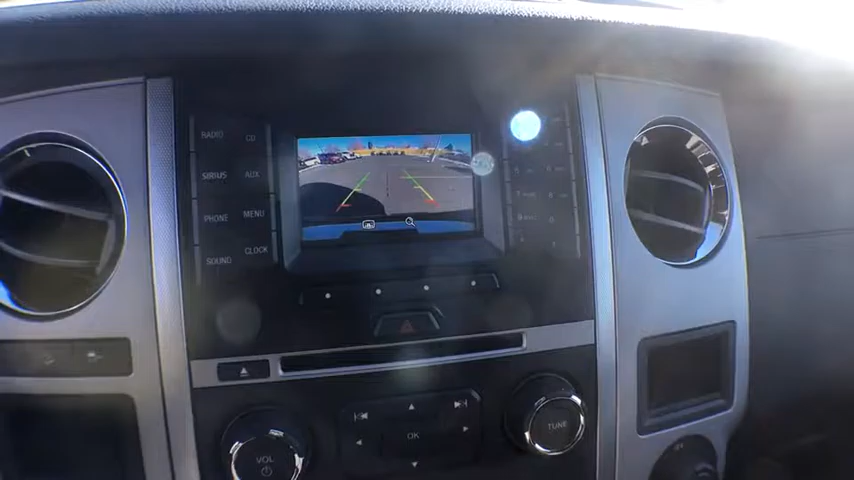 RADIO CD
SIRIUS AUX
PHONE MENU
SOUND CLOCK
VOL
OK
TUNE